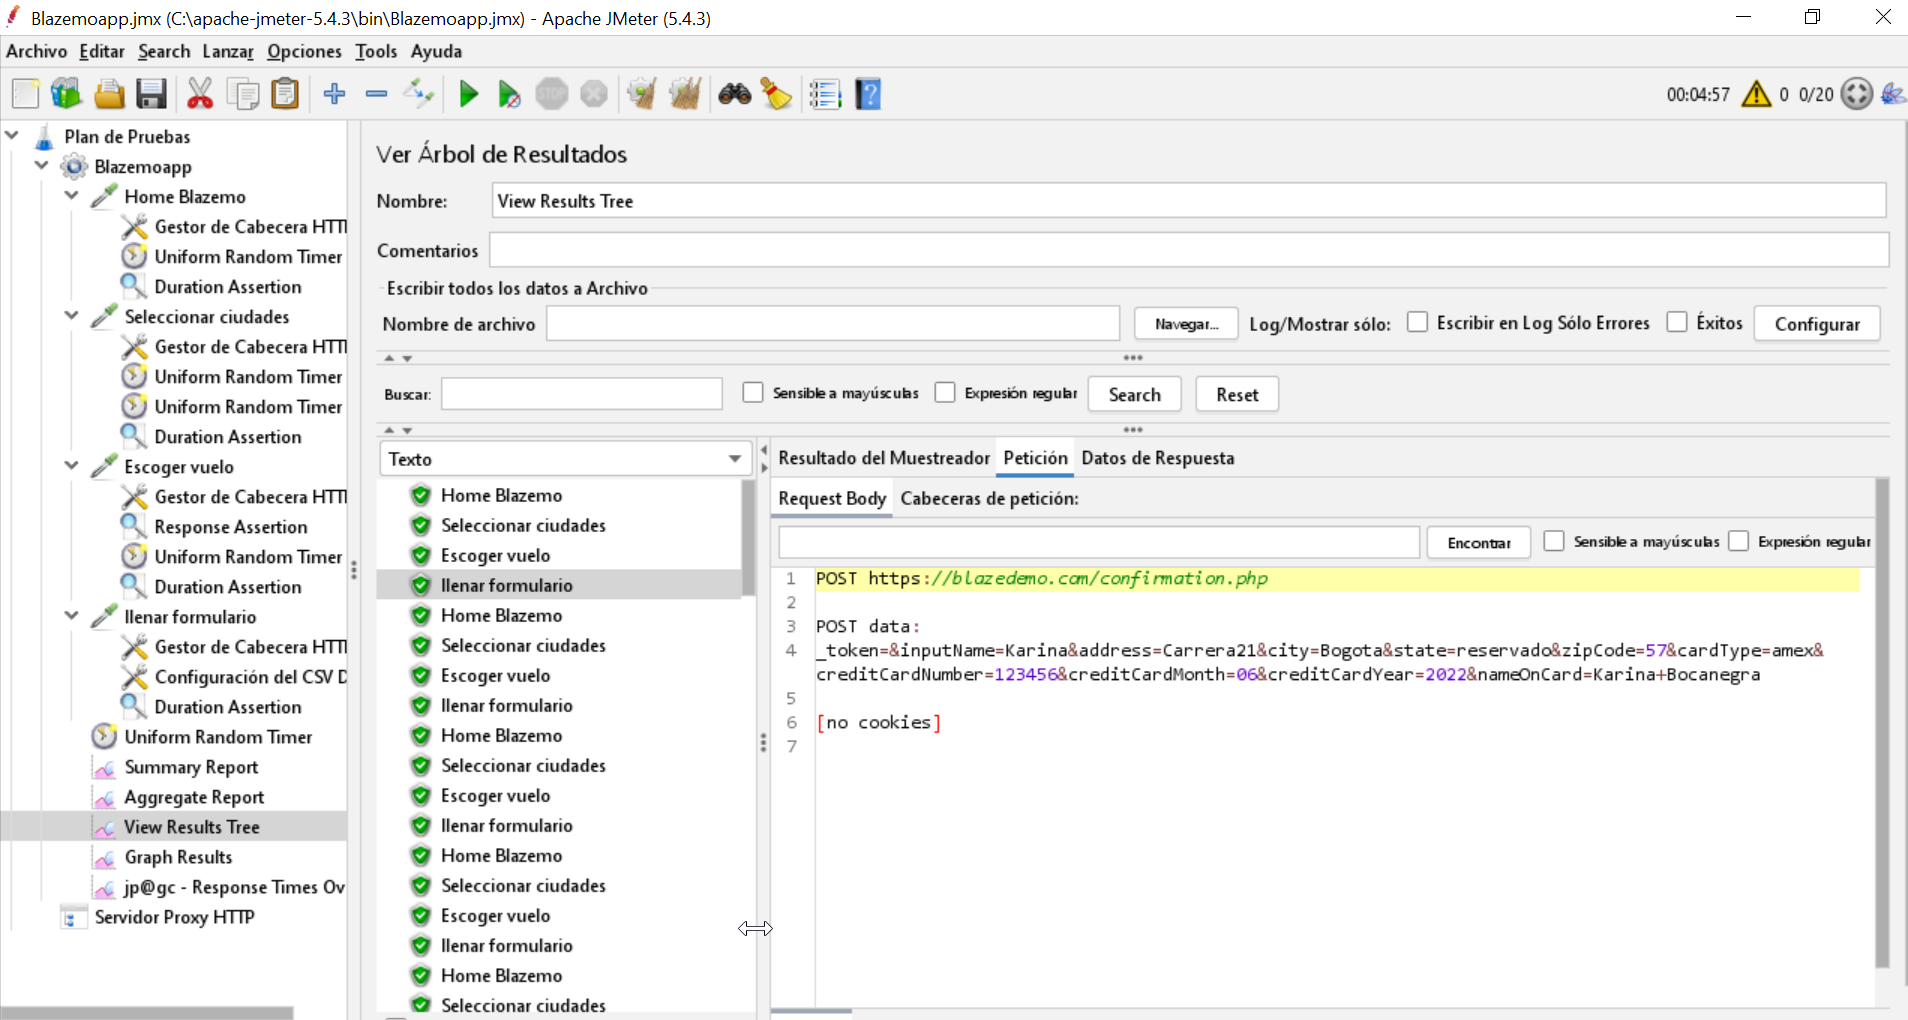 Blazemoapp.jmx (C:\apache-jmeter-5.4.3\bin\Blazemoapp.jmx) - Apache JMeter (5.4.3)
Archivo Editar Search Lanzar Opciones Tools Ayuda
STOP
00:04:57 0 0/20
Plan de Pruebas
Blazemoapp
Home Blazemo
Gestor de Cabecera HTT
Uniform Random Timer
Duration Assertion
Seleccionar ciudades
Gestor de Cabecera HTT
Uniform Random Timer
Uniform Random Timer
Duration Assertion
Escoger vuelo
Gestor de Cabecera HTT
Response Assertion
Uniform Random Timer
Duration Assertion
llenar formulario
Gestor de Cabecera HTT
Configuración del CSV D
Duration Assertion
Uniform Random Timer
Summary Report
Aggregate Report
View Results Tree
Graph Results
jp@gc - Response Times Ov
Servidor Proxy HTTP
Ver Árbol de Resultados
Nombre: View Results Tree
Comentarios
Escribir todos los datos a Archivo
Nombre de archivo Navegar... Log/Mostrar sólo: Escribir en Log Sólo Errores Éxitos Configurar
Buscar: Sensible a mayúsculas Expresión regular Search Reset
Texto
Home Blazemo
Seleccionar ciudades
Escoger vuelo
llenar formulario
Home Blazemo
Seleccionar ciudades
Escoger vuelo
llenar formulario
Home Blazemo
Seleccionar ciudades
Escoger vuelo
llenar formulario
Home Blazemo
Seleccionar ciudades
Escoger vuelo
llenar formulario
Home Blazemo
Seleccionar ciudades
Resultado del Muestreador Petición Datos de Respuesta
Request Body Cabeceras de petición:
Encontrar Sensible a mayúsculas Expresión regular
1 POST https://blazedemo.com/confirmation.php
2
3 POST data:
4 _token=&inputName=Karina&address=Carrera21&city=Bogota&state=reservado&zipCode=57&cardType=amex&
creditCardNumber=123456&creditCardMonth=06&creditCardYear=2022&nameOnCard=Karina+Bocanegra
5
6 [no cookies]
7